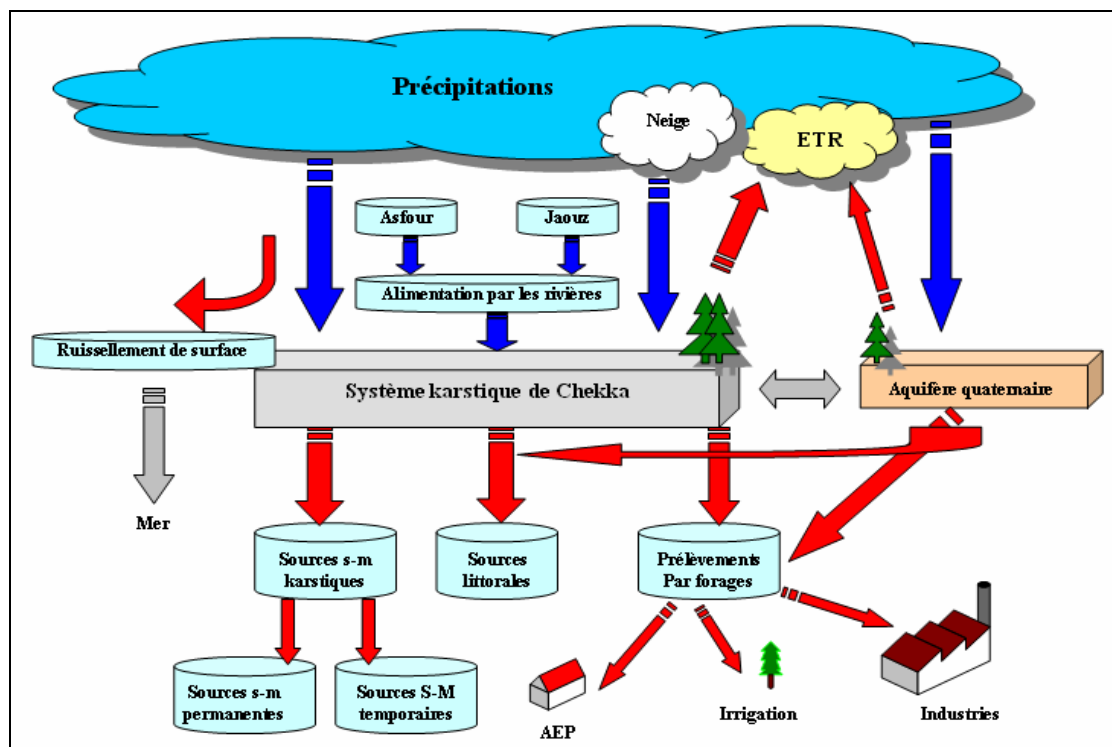 Précipitations
Neige
ETR
Asfour
Jaouz
Alimentation par les rivières
Ruissellement de surface
Système karstique de Chekka
Aquifère quaternaire
Mer
Sources s-m
karstiques
Sources
littorales
Prélèvements
Par forages
Sources s-m
permanentes
Sources S-M
temporaires
AEP
Irrigation
Industries